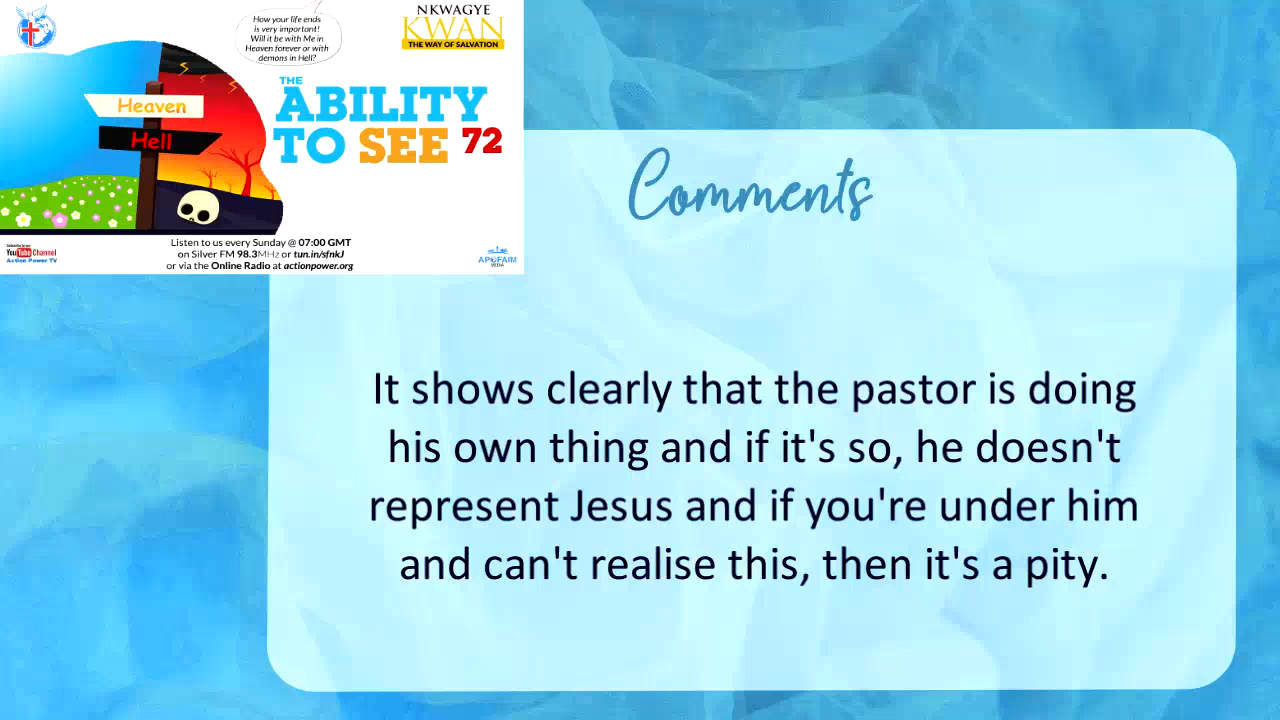 How your life ends
is very important!
Will it be with Me in
Heaven forever or with
demons in Hell?
NKWAGYE
KWAN
THE WAY OF SALVATION
Heaven
Hell
THE
ABILITY
TO SEE 72
Subscribe to our
YouTube Channel
Action Power TV
Listen to us every Sunday @ 07:00 GMT
on Silver FM 98.3MHz or tun.in/sfnkJ
or via the Online Radio at actionpower.org
APOFAIM
Comments
It shows clearly that the pastor is doing
his own thing and if it's so, he doesn't
represent Jesus and if you're under him
and can't realise this, then it's a pity.